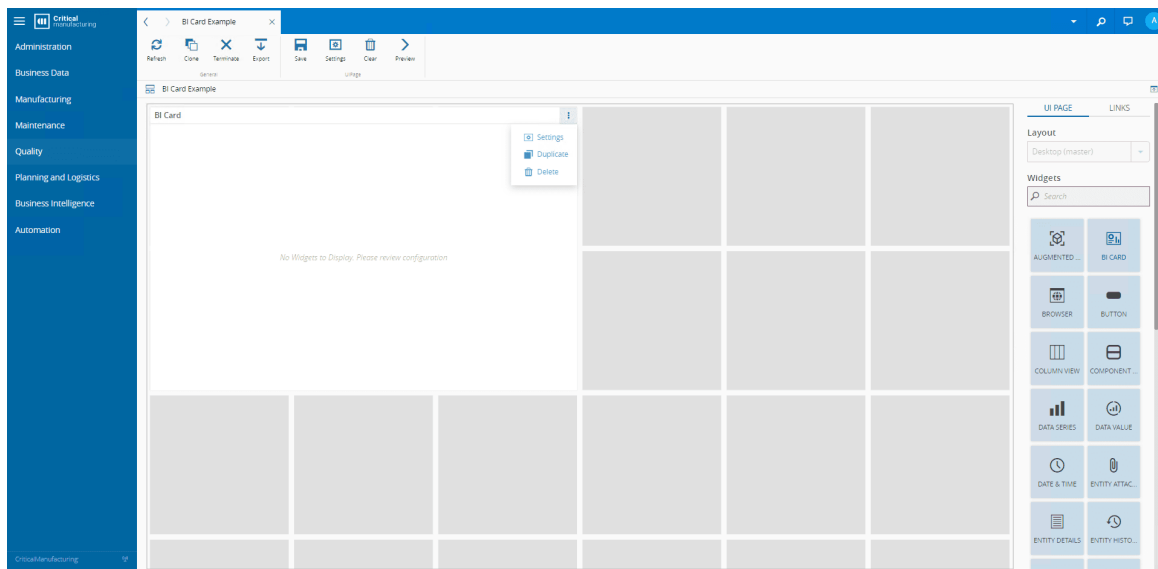 Critical
manufacturing
BI Card Example
A
Administration
Business Data
Manufacturing
Maintenance
Quality
Planning and Logistics
Business Intelligence
Automation
CriticalManufacturing
Refresh Clone Terminate Export Save Settings Clear Preview
General UIPage
BI Card Example
BI Card
Settings
Duplicate
Delete
No Widgets to Display. Please review configuration
UI PAGE LINKS
Layout
Desktop (master)
Widgets
Search
AUGMENTED ... BI CARD
BROWSER BUTTON
COLUMN VIEW COMPONENT ...
DATA SERIES DATA VALUE
DATE & TIME ENTITY ATTAC...
ENTITY DETAILS ENTITY HISTO...